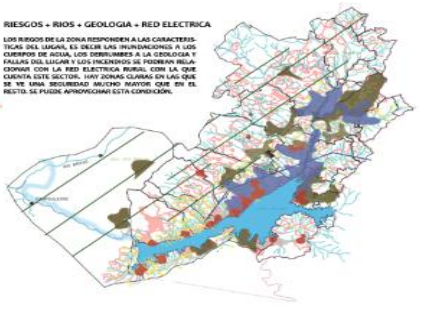 RIESGOS + RIOS + GEOLOGIA + RED ELECTRICA
LOS RIEGOS DE LA ZONA RESPONDEN A LAS CARACTERIS-
TICAS DEL LUGAR, ES DECIR LAS INUNDACIONES A LOS
CUERPOS DE AGUA, LOS DERRUMBES A LA GEOLOGIA Y
FALLAS DEL LUGAR Y LOS INCENDIOS SE PODRIAN RELA-
CIONAR CON LA RED ELECTRICA RURAL CON LA QUE
CUENTA ESTE SECTOR. HAY ZONAS CLARAS EN LAS QUE
SE VE UNA SEGURIDAD MUCHO MAYOR QUE EN EL
RESTO. SE PUEDE APROVECHAR ESTA CONDICIÓN.